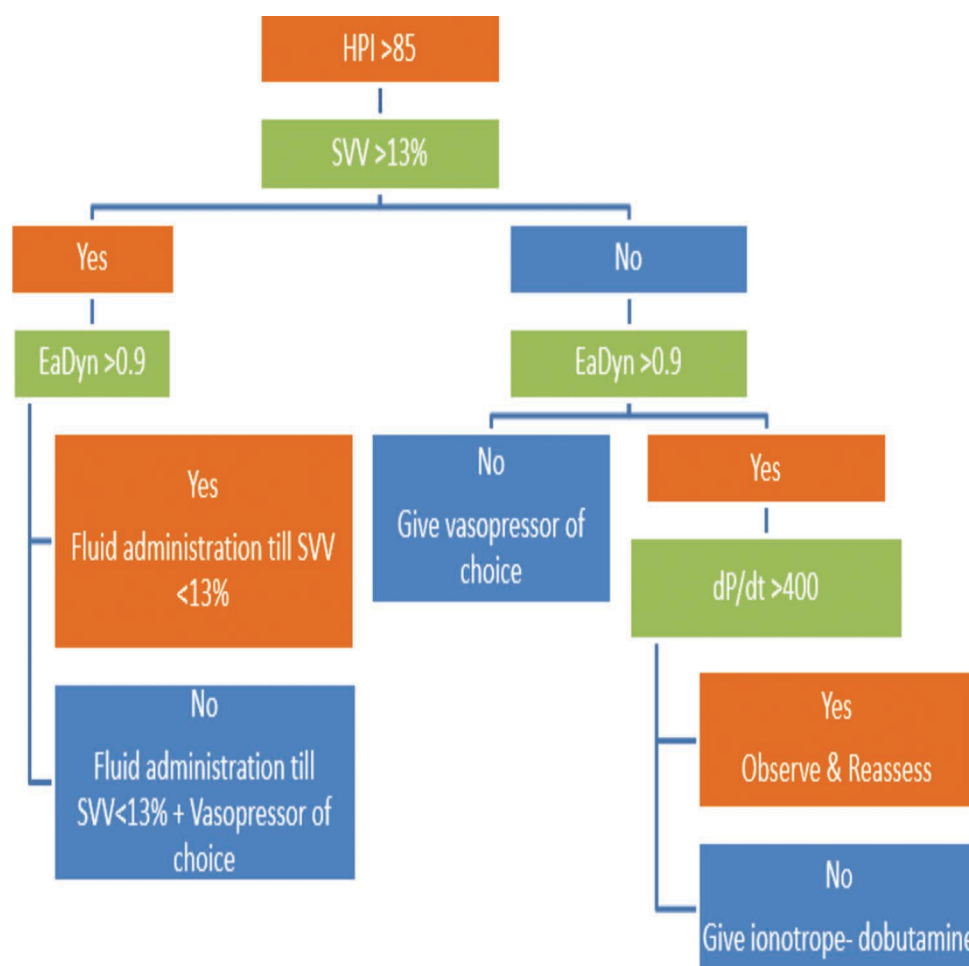 HPI >85
SVV >13%
Yes
No
EaDyn >0.9
EaDyn >0.9
Yes
Fluid administration till SVV
<13%
No
Fluid administration till
SVV<13% + Vasopressor of
choice
No
Give vasopressor of
choice
Yes
dP/dt >400
Yes
Observe & Reassess
No
Give ionotrope- dobutamine